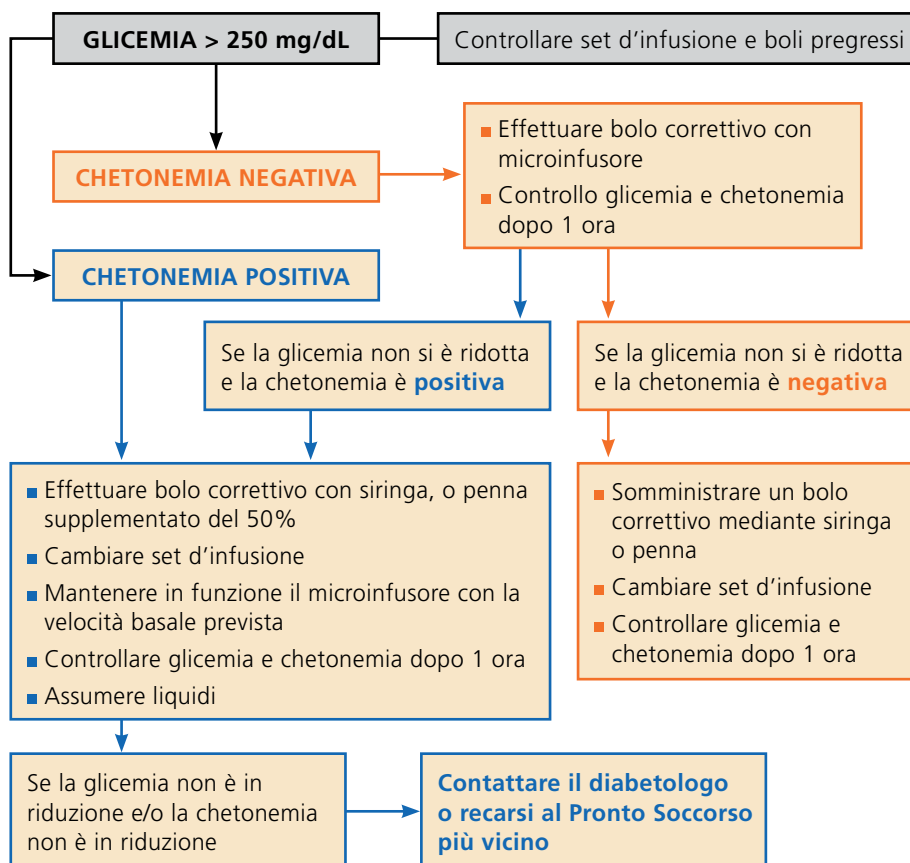 GLICEMIA > 250 mg/dL
Controllare set d'infusione e boli pregressi
CHETONEMIA NEGATIVA
■ Effettuare bolo correttivo con
microinfusore
■ Controllo glicemia e chetonemia
dopo 1 ora
CHETONEMIA POSITIVA
Se la glicemia non si è ridotta
e la chetonemia è positiva
Se la glicemia non si è ridotta
e la chetonemia è negativa
■ Effettuare bolo correttivo con siringa, o penna
supplementato del 50%
■ Cambiare set d'infusione
■ Mantenere in funzione il microinfusore con la
velocità basale prevista
■ Controllare glicemia e chetonemia dopo 1 ora
■ Assumere liquidi
■ Somministrare un bolo
correttivo mediante siringa
o penna
■ Cambiare set d'infusione
■ Controllare glicemia e
chetonemia dopo 1 ora
Se la glicemia non è in
riduzione e/o la chetonemia
non è in riduzione
Contattare il diabetologo
o recarsi al Pronto Soccorso
più vicino